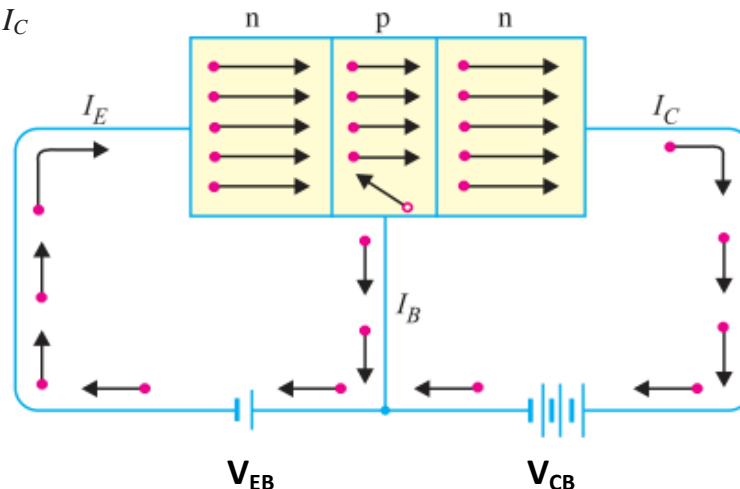 I_C
n p n
I_E I_C
I_B
V_EB V_CB